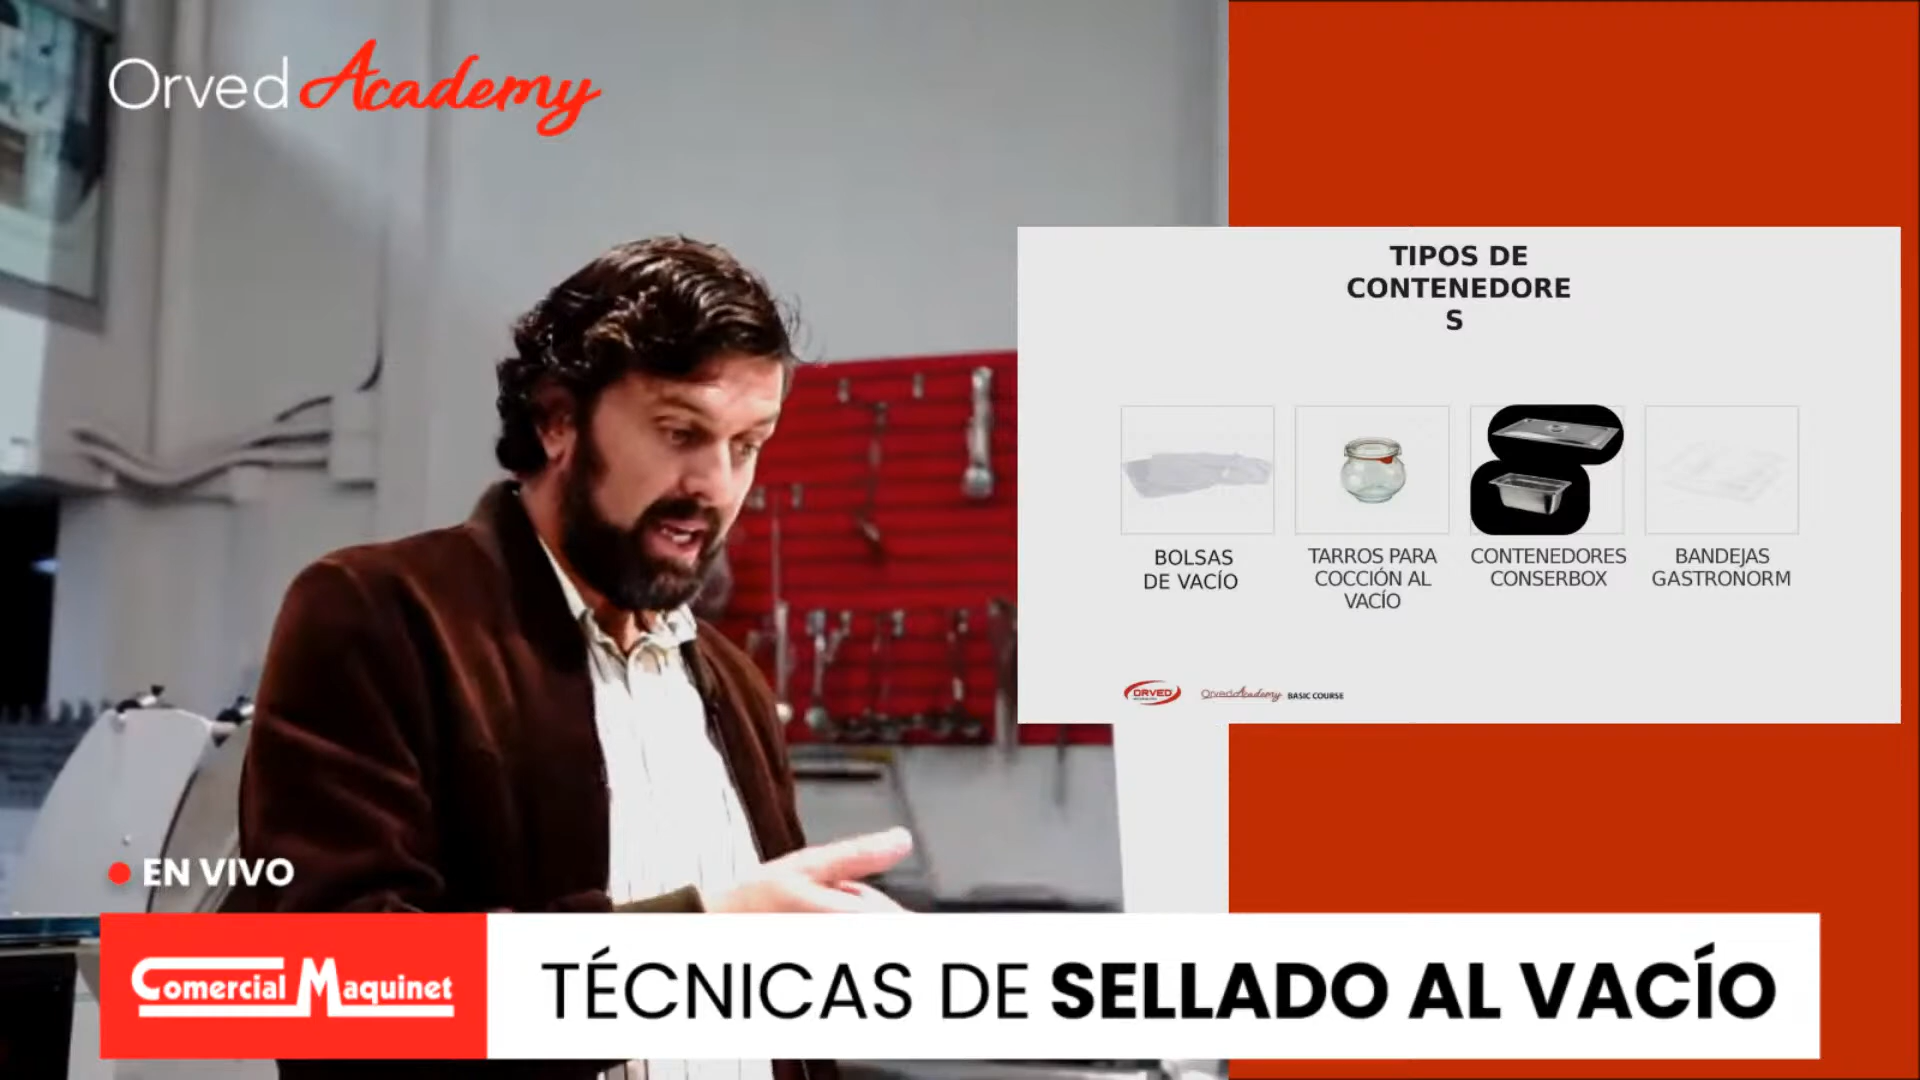 Orved Academy
TIPOS DE
CONTENEDORE
S
BOLSAS
DE VACÍO
TARROS PARA
COCCIÓN AL
VACÍO
CONTENEDORES
CONSERBOX
BANDEJAS
GASTRONORM
ORVED
OrvedAcademy BASIC COURSE
EN VIVO
Comercial Maquinet
TÉCNICAS DE SELLADO AL VACÍO